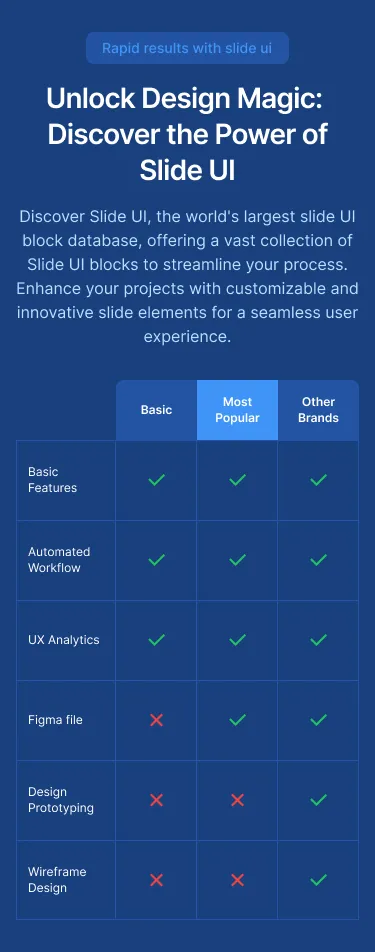 Rapid results with slide ui
Unlock Design Magic:
Discover the Power of
Slide UI
Discover Slide UI, the world's largest slide UI
block database, offering a vast collection of
Slide UI blocks to streamline your process.
Enhance your projects with customizable and
innovative slide elements for a seamless user
experience.
Basic
Most
Popular
Other
Brands
Basic
Features
Automated
Workflow
UX Analytics
Figma file
Design
Prototyping
Wireframe
Design